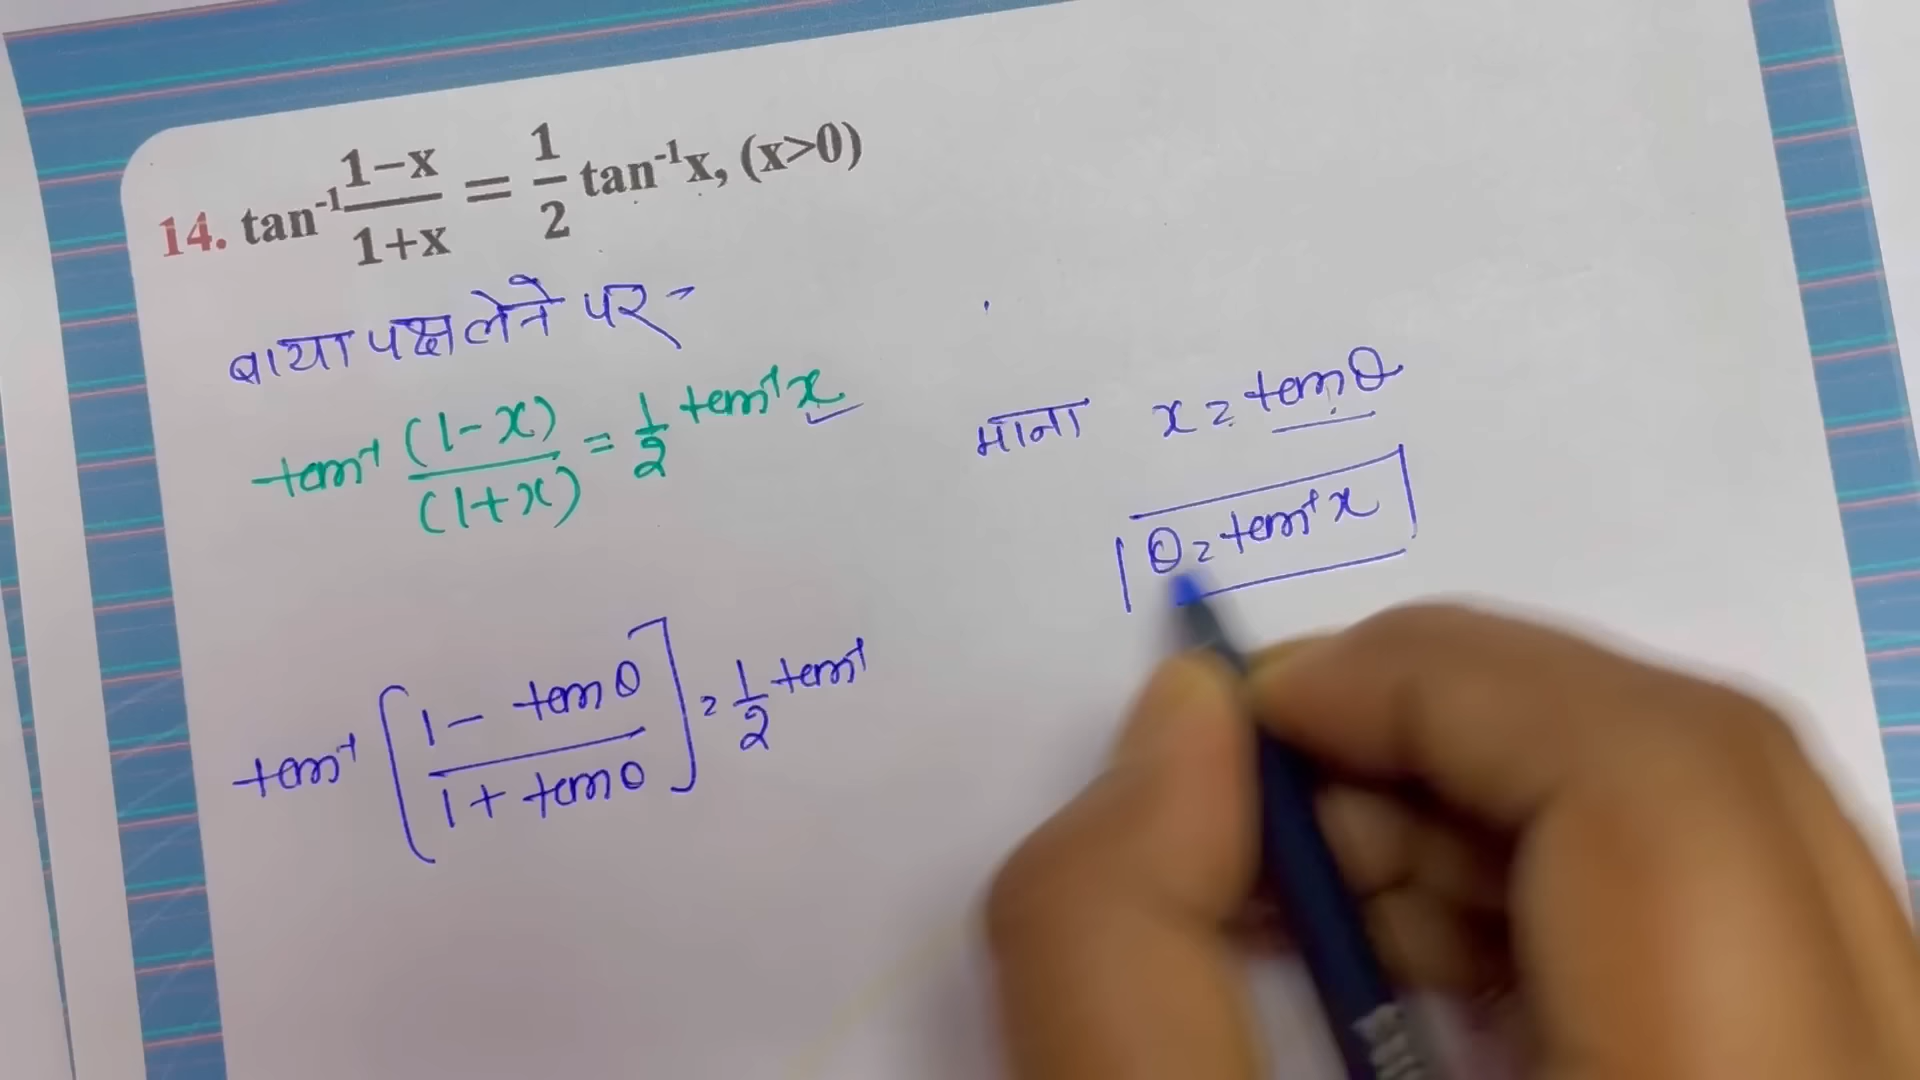 14. tan⁻¹ (1-x)/(1+x) = 1/2 tan⁻¹x, (x>0)
बाया पक्ष लेने पर -
tan⁻¹ (1-x)/(1+x) = 1/2 tan⁻¹x
माना x = tanθ
θ = tan⁻¹x
tan⁻¹ [(1 - tanθ)/(1 + tanθ)] = 1/2 tan⁻¹